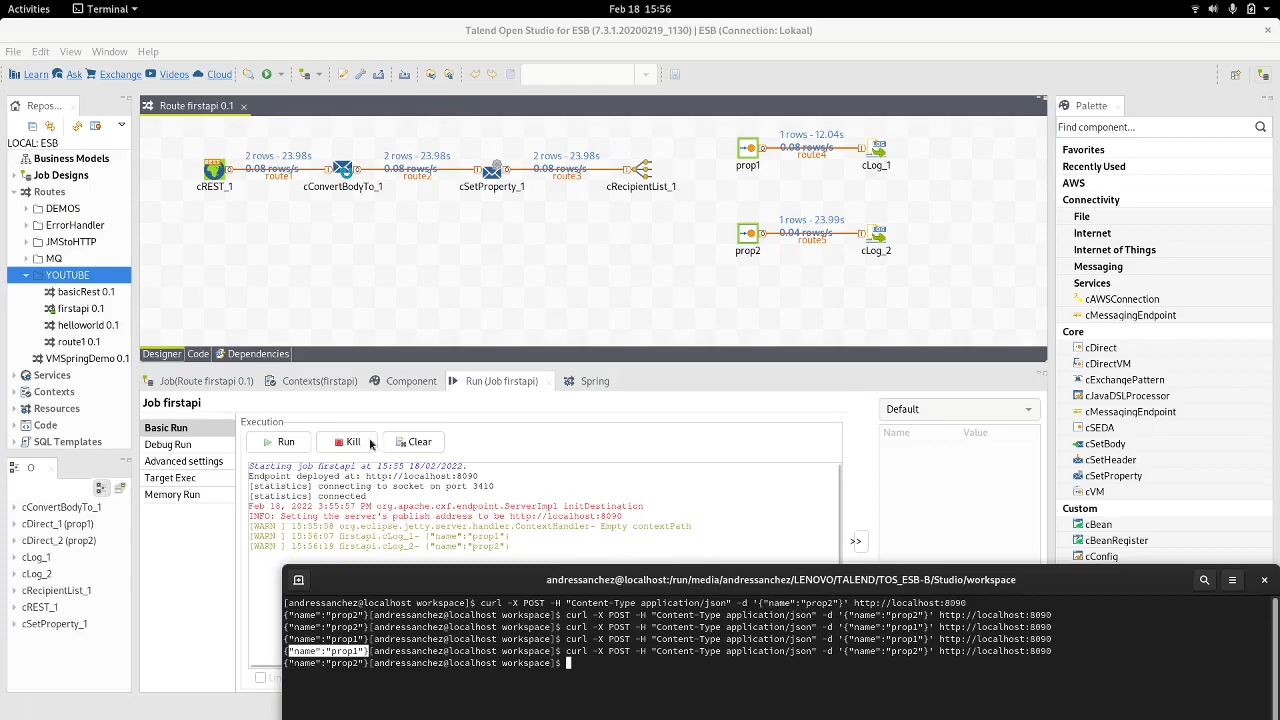 Activities
Terminal
Feb 18 15:56
Talend Open Studio for ESB (7.3.1.20200219_1130) | ESB (Connection: Lokaal)
File Edit View Window Help
Learn Ask Exchange Videos Cloud
Repos...
LOCAL: ESB
Business Models
Job Designs
Routes
DEMOS
ErrorHandler
JMStoHTTP
MQ
YOUTUBE
basicRest 0.1
firstapi 0.1
helloworld 0.1
route1 0.1
VMSpringDemo 0.1
Services
Contexts
Resources
Code
SQL Templates
O
cConvertBodyTo_1
cDirect_1 (prop1)
cDirect_2 (prop2)
cLog_1
cLog_2
cRecipientList_1
cREST_1
cSetProperty_1
Route firstapi 0.1
2 rows - 23.98s
0.08 rows/s
route1
2 rows - 23.98s
0.08 rows/s
route2
2 rows - 23.98s
0.08 rows/s
route3
REST
cREST_1
cConvertBodyTo_1
cSetProperty_1
cRecipientList_1
1 rows - 12.04s
0.08 rows/s
route4
prop1
LOG
cLog_1
1 rows - 23.99s
0.04 rows/s
route5
prop2
LOG
cLog_2
Designer Code Dependencies
Job(Route firstapi 0.1) Contexts(firstapi) Component Run (Job firstapi) Spring
Job firstapi
Basic Run
Debug Run
Advanced settings
Target Exec
Memory Run
Execution
Run Kill Clear
Starting job firstapi at 15:55 18/02/2022.
Endpoint deployed at: http://localhost:8090
[statistics] connecting to socket on port 3410
[statistics] connected
Feb 18, 2022 3:55:57 PM org.apache.cxf.endpoint.ServerImpl initDestination
INFO: Setting the server's publish address to be http://localhost:8090
[WARN ] 15:55:58 org.eclipse.jetty.server.handler.ContextHandler- Empty contextPath
[WARN ] 15:56:07 firstapi.cLog_1- {"name":"prop1"}
[WARN ] 15:56:19 firstapi.cLog_2- {"name":"prop2"}
Default
Name Value
>>
Palette
Find component...
Favorites
Recently Used
AWS
Connectivity
File
Internet
Internet of Things
Messaging
Services
cAWSConnection
cMessagingEndpoint
Core
cDirect
cDirectVM
cExchangePattern
cJavaDSLProcessor
cMessagingEndpoint
cSEDA
cSetBody
cSetHeader
cSetProperty
cVM
Custom
cBean
cBeanRegister
cConfig
andressanchez@localhost:/run/media/andressanchez/LENOVO/TALEND/TOS_ESB-B/Studio/workspace
[andressanchez@localhost workspace]$ curl -X POST -H "Content-Type application/json" -d '{"name":"prop2"}' http://localhost:8090
{"name":"prop2"}[andressanchez@localhost workspace]$ curl -X POST -H "Content-Type application/json" -d '{"name":"prop2"}' http://localhost:8090
{"name":"prop2"}[andressanchez@localhost workspace]$ curl -X POST -H "Content-Type application/json" -d '{"name":"prop1"}' http://localhost:8090
{"name":"prop1"}[andressanchez@localhost workspace]$ curl -X POST -H "Content-Type application/json" -d '{"name":"prop1"}' http://localhost:8090
{"name":"prop1"}[andressanchez@localhost workspace]$ curl -X POST -H "Content-Type application/json" -d '{"name":"prop2"}' http://localhost:8090
{"name":"prop2"}[andressanchez@localhost workspace]$